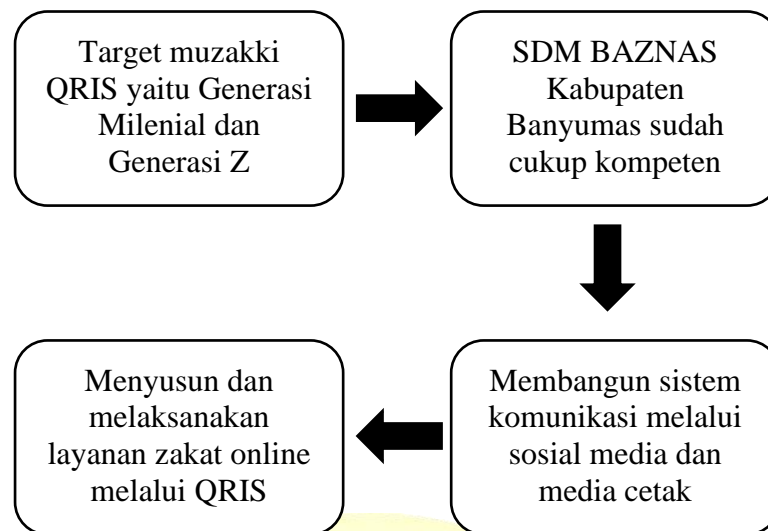 Target muzakki
QRIS yaitu Generasi
Milenial dan
Generasi Z
SDM BAZNAS
Kabupaten
Banyumas sudah
cukup kompeten
Membangun sistem
komunikasi melalui
sosial media dan
media cetak
Menyusun dan
melaksanakan
layanan zakat online
melalui QRIS